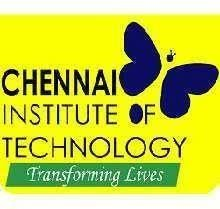 CHENNAI
INSTITUTE OF
TECHNOLOGY
Transforming Lives